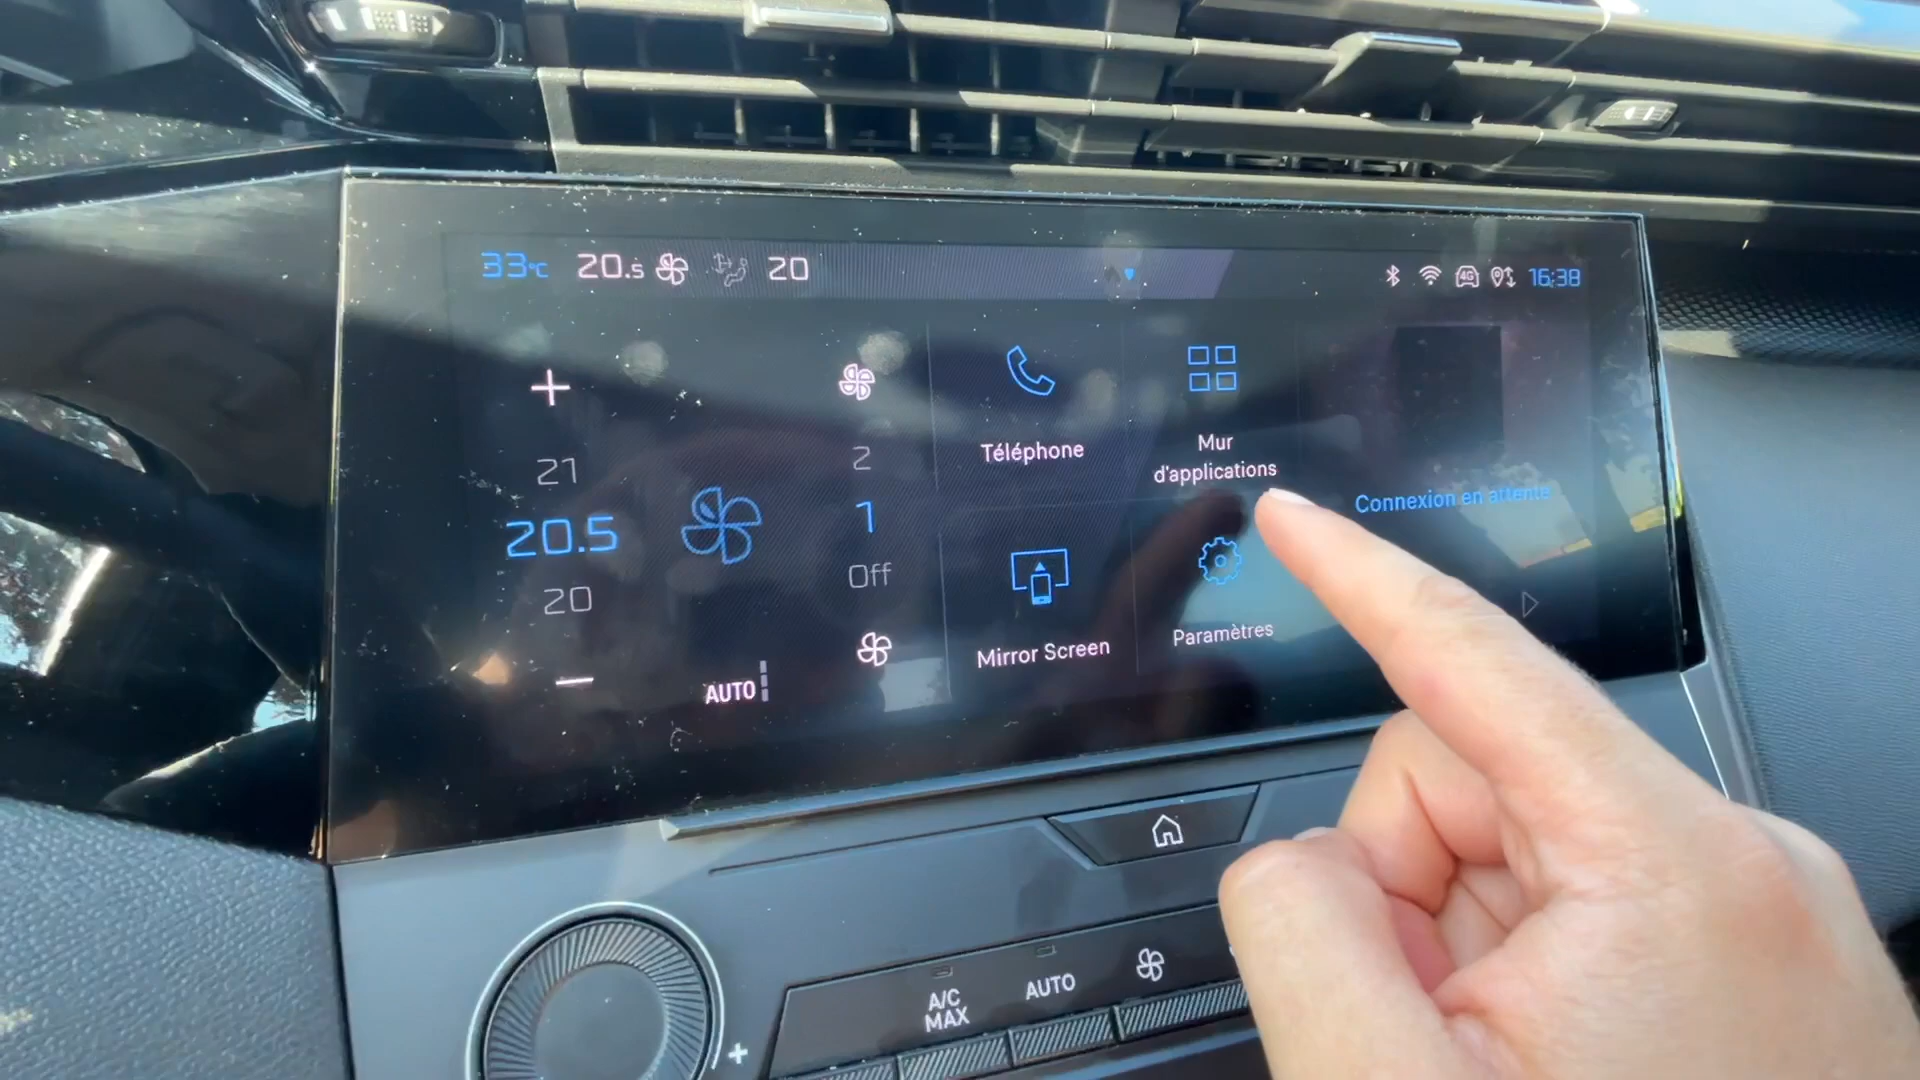 33°C 20.5 20
4G 16:38
21
20.5
20
2
1
Off
AUTO
Téléphone
Mur
d'applications
Connexion en attente
Mirror Screen
Paramètres
A/C
MAX
AUTO